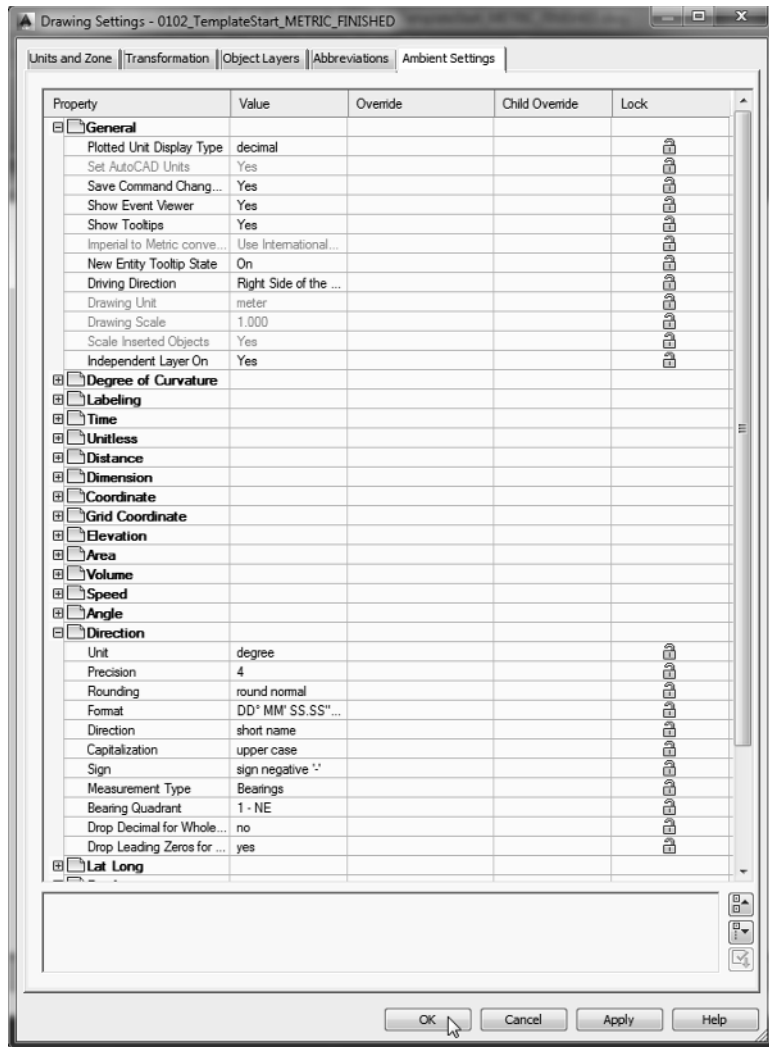 Drawing Settings - 0102_TemplateStart_METRIC_FINISHED
Units and Zone Transformation Object Layers Abbreviations Ambient Settings
Property Value Override Child Override Lock
General
Plotted Unit Display Type decimal
Set AutoCAD Units Yes
Save Command Chang... Yes
Show Event Viewer Yes
Show Tooltips Yes
Imperial to Metric conve... Use International...
New Entity Tooltip State On
Driving Direction Right Side of the ...
Drawing Unit meter
Drawing Scale 1.000
Scale Inserted Objects Yes
Independent Layer On Yes
Degree of Curvature
Labeling
Time
Unitless
Distance
Dimension
Coordinate
Grid Coordinate
Elevation
Area
Volume
Speed
Angle
Direction
Unit degree
Precision 4
Rounding round normal
Format DD° MM' SS.SS"...
Direction short name
Capitalization upper case
Sign sign negative '-'
Measurement Type Bearings
Bearing Quadrant 1 - NE
Drop Decimal for Whole... no
Drop Leading Zeros for ... yes
Lat Long
OK Cancel Apply Help